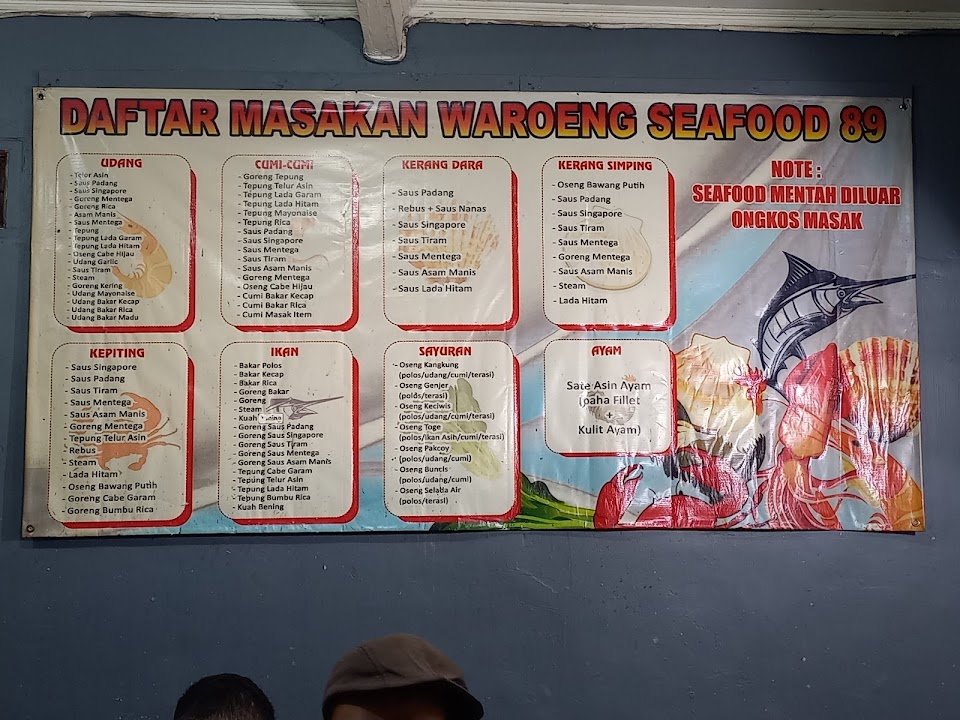 DAFTAR MASAKAN WAROENG SEAFOOD 89
UDANG
- Telor Asin
- Saus Padang
- Saus Singapore
- Goreng Mentega
- Goreng Rica
- Asam Manis
- Saus Mentega
- Tepung
- Tepung Lada Garam
- Tepung Lada Hitam
- Oseng Cabe Hijau
- Udang Garlic
- Saus Tiram
- Steam
- Goreng Kering
- Udang Mayonaise
- Udang Bakar Kecap
- Udang Bakar Rica
- Udang Bakar Madu
CUMI-CUMI
- Goreng Tepung
- Tepung Telur Asin
- Tepung Lada Garam
- Tepung Lada Hitam
- Tepung Mayonaise
- Tepung Rica
- Saus Padang
- Saus Singapore
- Saus Mentega
- Saus Tiram
- Saus Asam Manis
- Goreng Mentega
- Oseng Cabe Hijau
- Cumi Bakar Kecap
- Cumi Bakar Rica
- Cumi Masak Item
KERANG DARA
- Saus Padang
- Rebus + Saus Nanas
- Saus Singapore
- Saus Tiram
- Saus Mentega
- Saus Asam Manis
- Saus Lada Hitam
KERANG SIMPING
- Oseng Bawang Putih
- Saus Padang
- Saus Singapore
- Saus Tiram
- Saus Mentega
- Goreng Mentega
- Saus Asam Manis
- Steam
- Lada Hitam
NOTE :
SEAFOOD MENTAH DILUAR
ONGKOS MASAK
KEPITING
- Saus Singapore
- Saus Padang
- Saus Tiram
- Saus Mentega
- Saus Asam Manis
- Goreng Mentega
- Tepung Telur Asin
- Rebus
- Steam
- Lada Hitam
- Oseng Bawang Putih
- Goreng Cabe Garam
- Goreng Bumbu Rica
IKAN
- Bakar Polos
- Bakar Kecap
- Bakar Rica
- Goreng Bakar
- Goreng
- Steam
- Kuah
- Goreng Saus Padang
- Goreng Saus Singapore
- Goreng Saus Tiram
- Goreng Saus Mentega
- Goreng Saus Asam Manis
- Tepung Cabe Garam
- Tepung Telur Asin
- Tepung Lada Hitam
- Tepung Bumbu Rica
- Kuah Bening
SAYURAN
- Oseng Kangkung
(polos/udang/cumi/terasi)
- Oseng Genjer
(polos/terasi)
- Oseng Keciwis
(polos/udang/cumi/terasi)
- Oseng Toge
(polos/Ikan Asih/cumi/terasi)
- Oseng Pakcoy
(polos/udang/cumi)
- Oseng Buncis
(polos/udang/cumi)
- Oseng Selada Air
(polos/terasi)
AYAM
Sate Asin Ayam
(paha Fillet
+
Kulit Ayam)